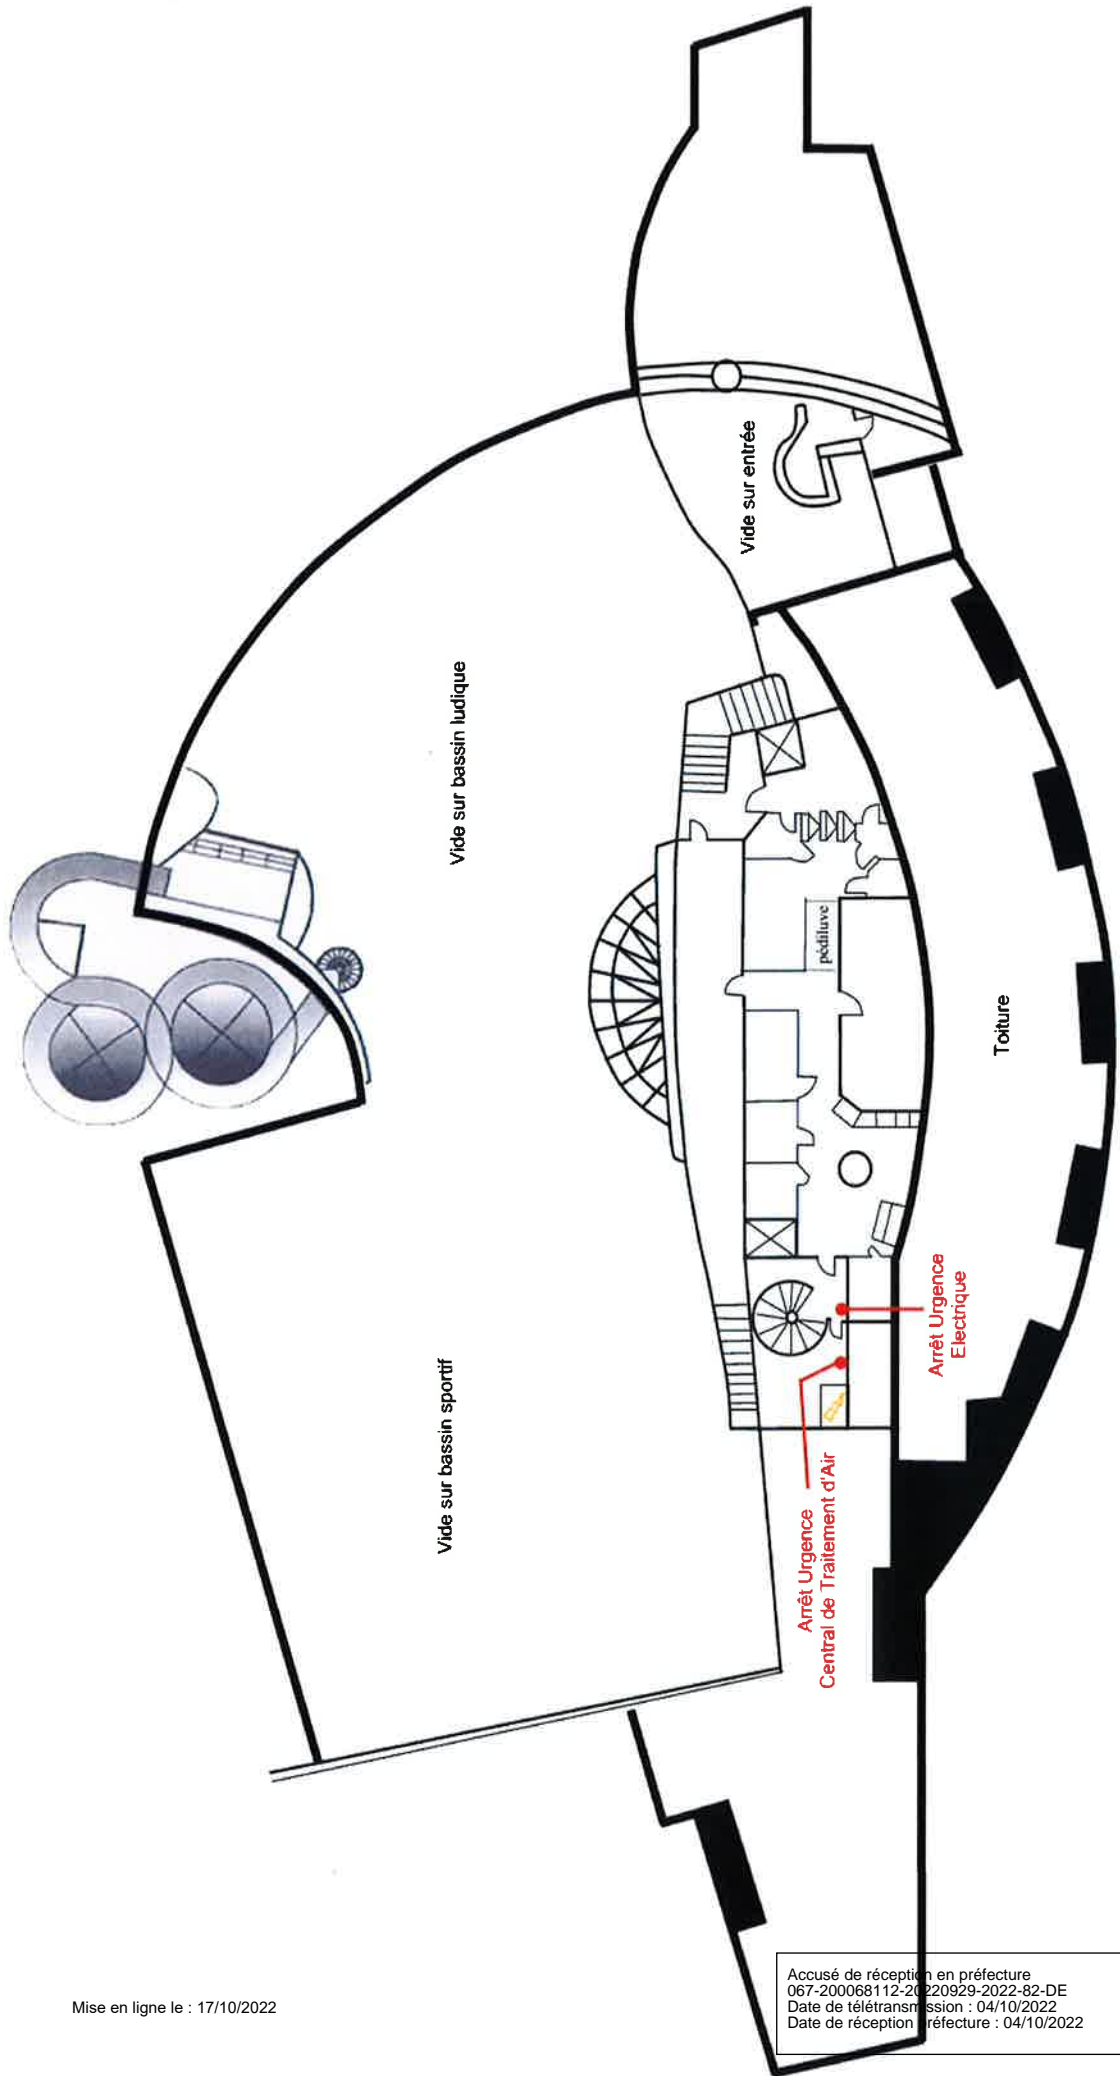 Vide sur entrée
Vide sur bassin ludique
pédiluve
Toiture
Vide sur bassin sportif
Arrêt Urgence
Electrique
Arrêt Urgence
Central de Traitement d'Air
Mise en ligne le : 17/10/2022
Accusé de réception en préfecture
067-200068112-20220929-2022-82-DE
Date de télétransmission : 04/10/2022
Date de réception préfecture : 04/10/2022